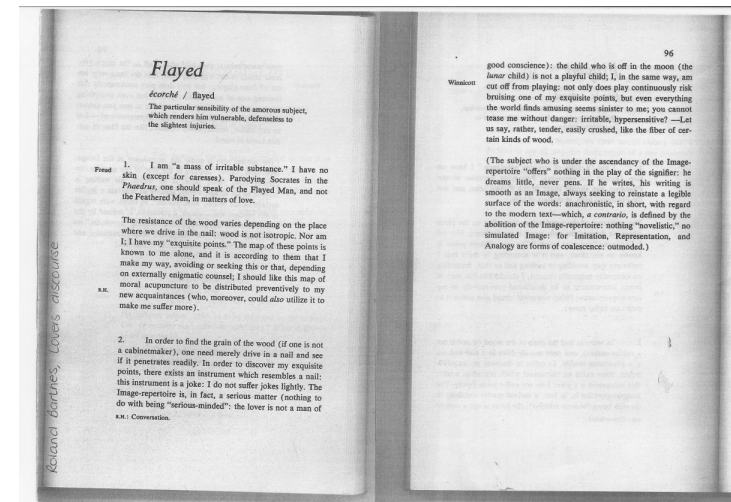 Flayed
écorché / flayed
The particular sensibility of the amorous subject,
which renders him vulnerable, defenseless to
the slightest injuries.
Freud
1. I am "a mass of irritable substance." I have no
skin (except for caresses). Parodying Socrates in the
Phaedrus, one should speak of the Flayed Man, and not
the Feathered Man, in matters of love.
The resistance of the wood varies depending on the place
where we drive in the nail: wood is not isotropic. Nor am
I; I have my "exquisite points." The map of these points is
known to me alone, and it is according to them that I
make my way, avoiding or seeking this or that, depending
on externally enigmatic counsel; I should like this map of
R.H.
moral acupuncture to be distributed preventively to my
new acquaintances (who, moreover, could also utilize it to
make me suffer more).
2. In order to find the grain of the wood (if one is not
a cabinetmaker), one need merely drive in a nail and see
if it penetrates readily. In order to discover my exquisite
points, there exists an instrument which resembles a nail:
this instrument is a joke: I do not suffer jokes lightly. The
Image-repertoire is, in fact, a serious matter (nothing to
do with being "serious-minded": the lover is not a man of
R.H.: Conversation.
Roland Barthes, Lovers discourse
96
good conscience): the child who is off in the moon (the
lunar child) is not a playful child; I, in the same way, am
Winnicott
cut off from playing: not only does play continuously risk
bruising one of my exquisite points, but even everything
the world finds amusing seems sinister to me; you cannot
tease me without danger: irritable, hypersensitive? —Let
us say, rather, tender, easily crushed, like the fiber of cer-
tain kinds of wood.
(The subject who is under the ascendancy of the Image-
repertoire "offers" nothing in the play of the signifier: he
dreams little, never pens. If he writes, his writing is
smooth as an Image, always seeking to reinstate a legible
surface of the words: anachronistic, in short, with regard
to the modern text—which, a contrario, is defined by the
abolition of the Image-repertoire: nothing "novelistic," no
simulated Image: for Imitation, Representation, and
Analogy are forms of coalescence: outmoded.)